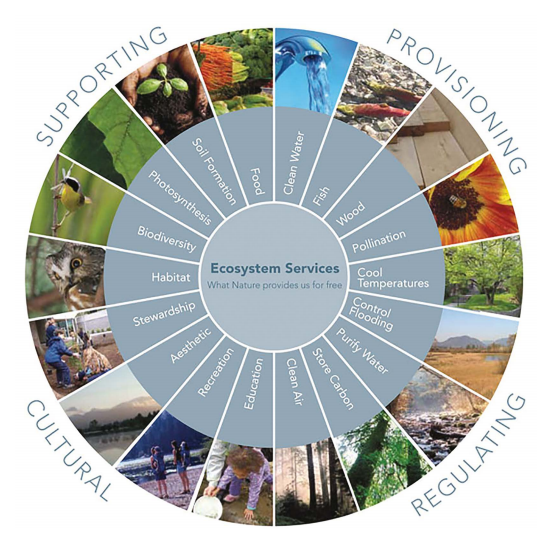 SUPPORTING
PROVISIONING
Soil Formation
Food
Clean Water
Fish
Wood
Photosynthesis
Pollination
Biodiversity
Ecosystem Services
What Nature provides us for free
Habitat
Cool
Temperatures
Stewardship
Control
Flooding
Aesthetic
Purify Water
Recreation
Store Carbon
Education
Clean Air
CULTURAL
REGULATING